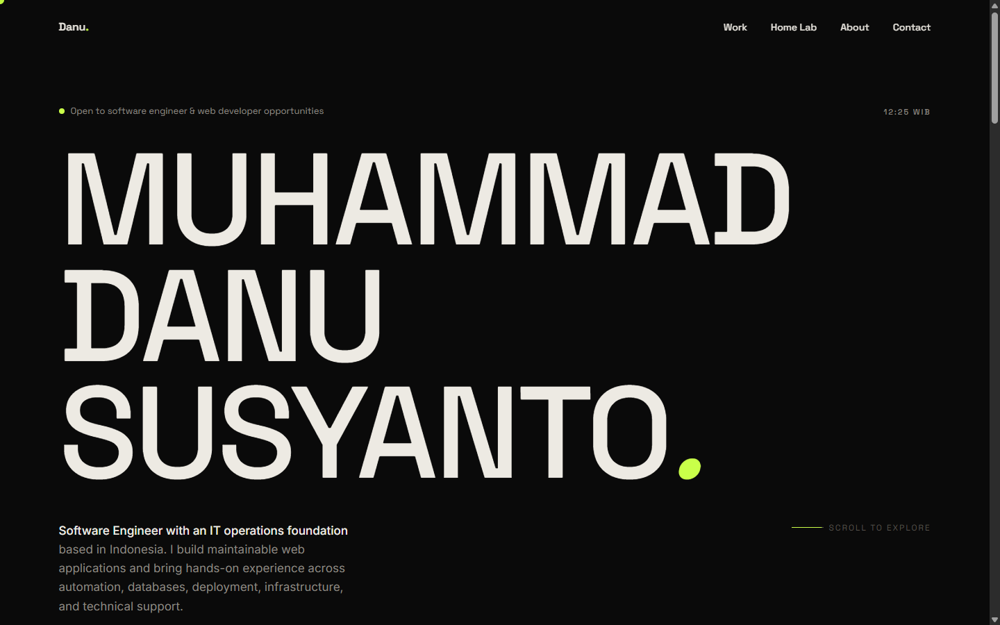 Danu.
Work
Home Lab
About
Contact
Open to software engineer & web developer opportunities
12:25 WIB
MUHAMMAD
DANU
SUSYANTO.
Software Engineer with an IT operations foundation
based in Indonesia. I build maintainable web
applications and bring hands-on experience across
automation, databases, deployment, infrastructure,
and technical support.
SCROLL TO EXPLORE